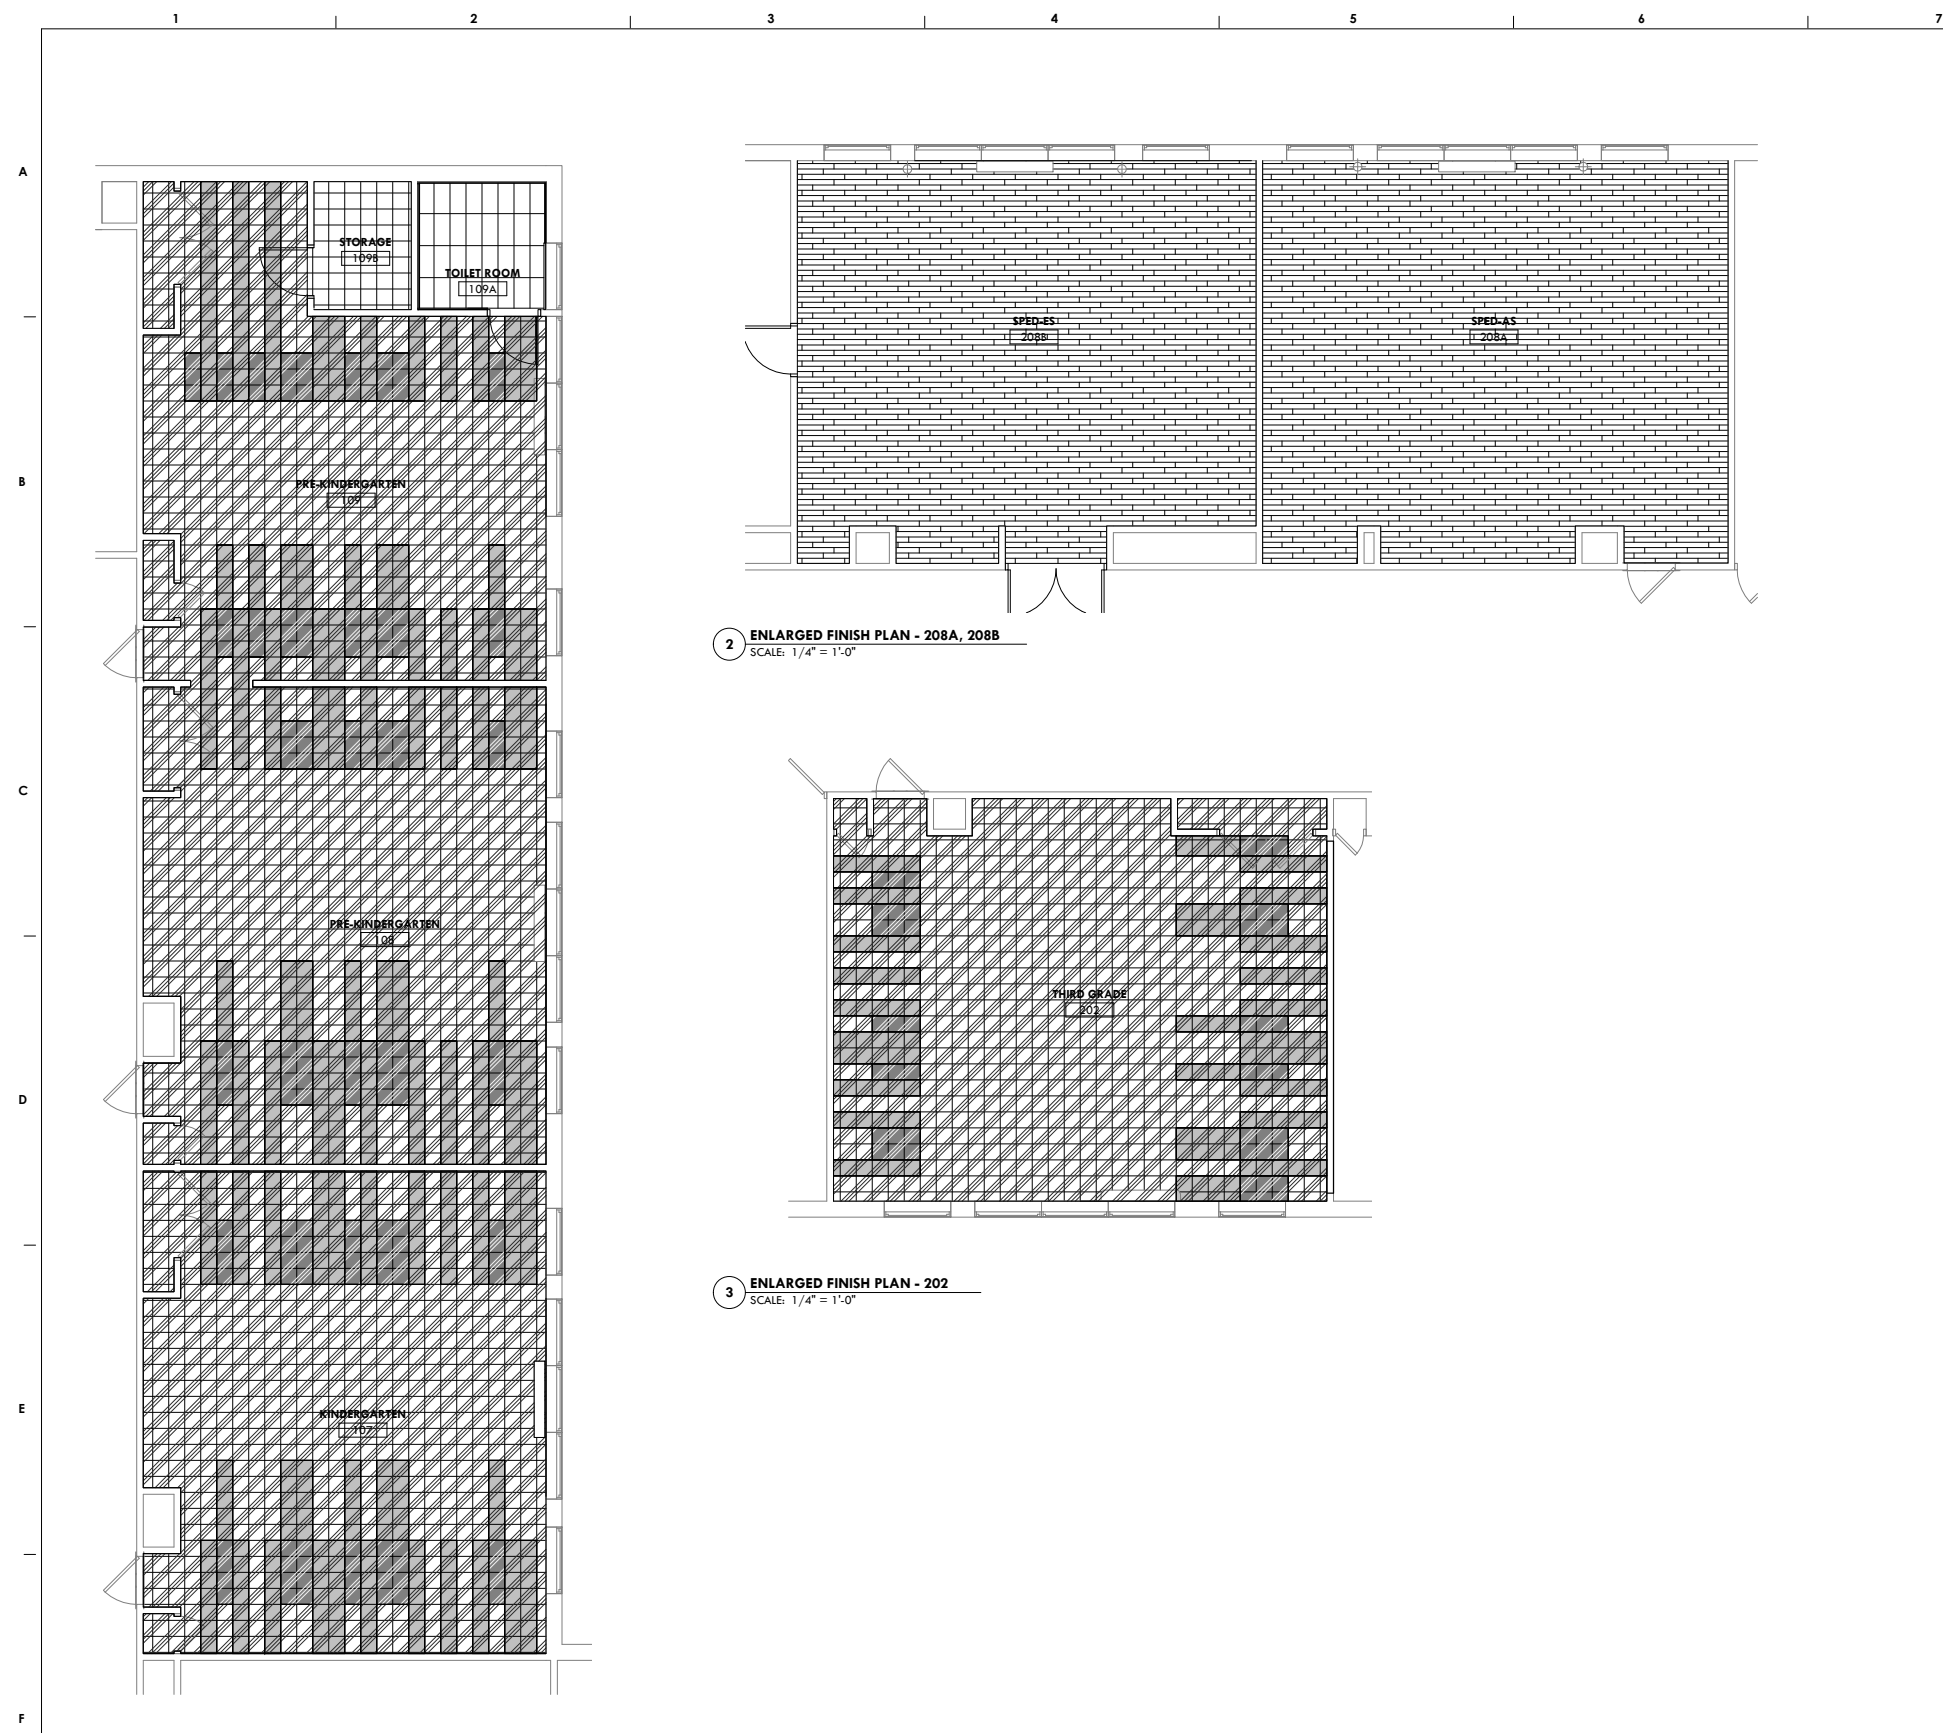 1 2 3 4 5 6 7
A
STORAGE
109B
TOILET ROOM
109A
SPED-ES
208B
SPED-AS
208A
B
PRE-KINDERGARTEN
109
2 ENLARGED FINISH PLAN - 208A, 208B
SCALE: 1/4" = 1'-0"
C
PRE-KINDERGARTEN
108
THIRD GRADE
202
D
3 ENLARGED FINISH PLAN - 202
SCALE: 1/4" = 1'-0"
E
KINDERGARTEN
107
F